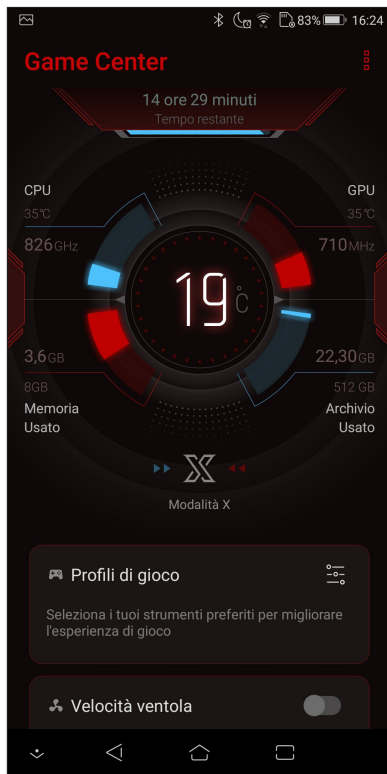 83% 16:24
Game Center
14 ore 29 minuti
Tempo restante
CPU
GPU
35°C
35°C
826GHz
710MHz
19°C
3,6GB
22,30GB
8GB
512 GB
Memoria
Usato
Archivio
Usato
X
Modalità X
Profili di gioco
Seleziona i tuoi strumenti preferiti per migliorare
l'esperienza di gioco
Velocità ventola